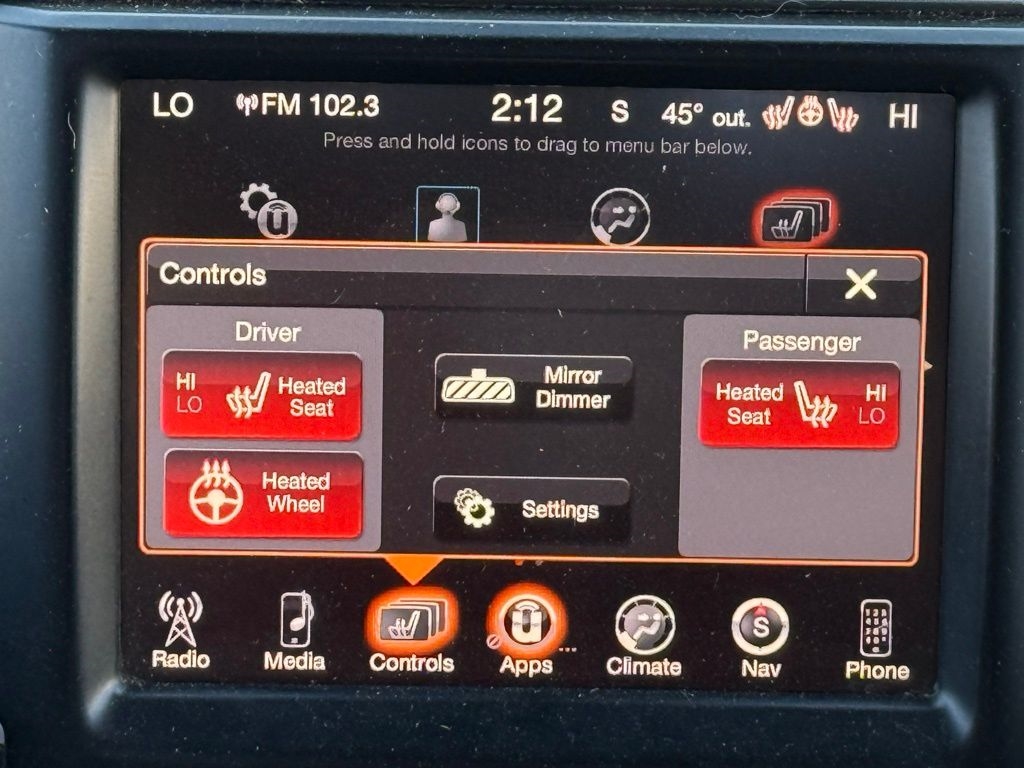 LO FM 102.3 2:12 S 45° out. HI
Press and hold icons to drag to menu bar below.
Controls
Driver
HI
LO
Heated
Seat
Heated
Wheel
Mirror
Dimmer
Settings
Passenger
Heated
Seat
HI
LO
Radio Media Controls Apps Climate Nav Phone
S